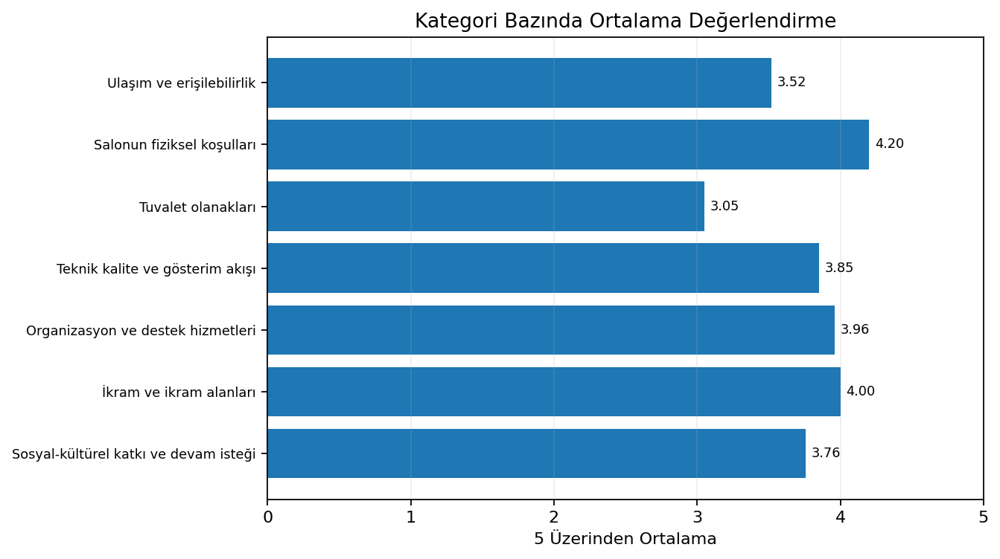 Kategori Bazında Ortalama Değerlendirme
Ulaşım ve erişilebilirlik 3.52
Salonun fiziksel koşulları 4.20
Tuvalet olanakları 3.05
Teknik kalite ve gösterim akışı 3.85
Organizasyon ve destek hizmetleri 3.96
İkram ve ikram alanları 4.00
Sosyal-kültürel katkı ve devam isteği 3.76
0 1 2 3 4 5
5 Üzerinden Ortalama